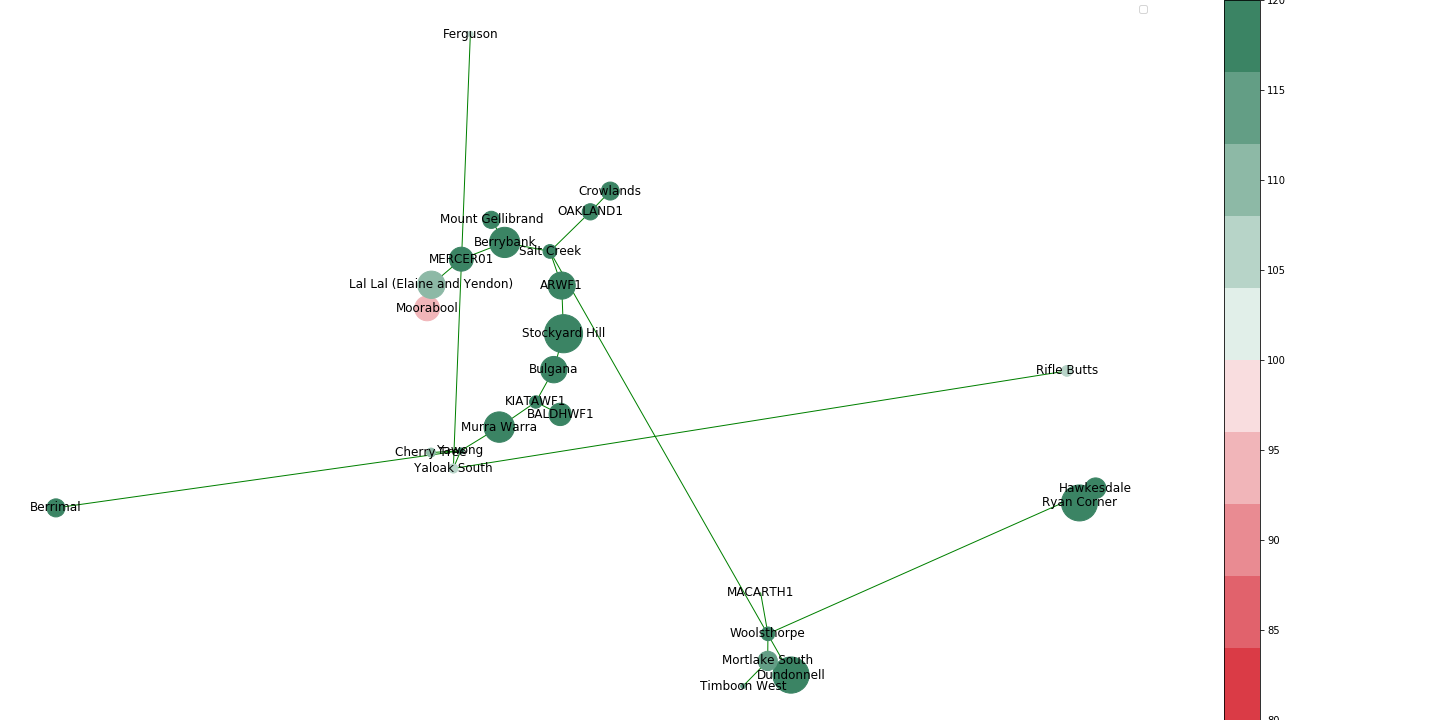 120
Ferguson
115
110
Crowlands
OAKLAND1
Mount Gellibrand
Berrybank
Salt Creek
MERCER01
105
Lal Lal (Elaine and Yendon)
ARWF1
Moorabool
Stockyard Hill
100
Bulgana
Rifle Butts
KIATAWF1
BALDHWF1
Murra Warra
95
Cherry Tree
Yawong
Yaloak South
Hawkesdale
Ryan Corner
Berrimal
90
MACARTH1
Woolsthorpe
85
Mortlake South
Dundonnell
Timboon West
80